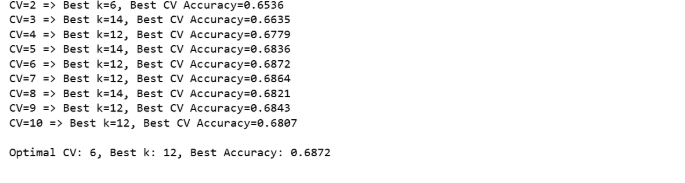 CV=2 => Best k=6, Best CV Accuracy=0.6536
CV=3 => Best k=14, Best CV Accuracy=0.6635
CV=4 => Best k=12, Best CV Accuracy=0.6779
CV=5 => Best k=14, Best CV Accuracy=0.6836
CV=6 => Best k=12, Best CV Accuracy=0.6872
CV=7 => Best k=12, Best CV Accuracy=0.6864
CV=8 => Best k=14, Best CV Accuracy=0.6821
CV=9 => Best k=12, Best CV Accuracy=0.6843
CV=10 => Best k=12, Best CV Accuracy=0.6807
Optimal CV: 6, Best k: 12, Best Accuracy: 0.6872